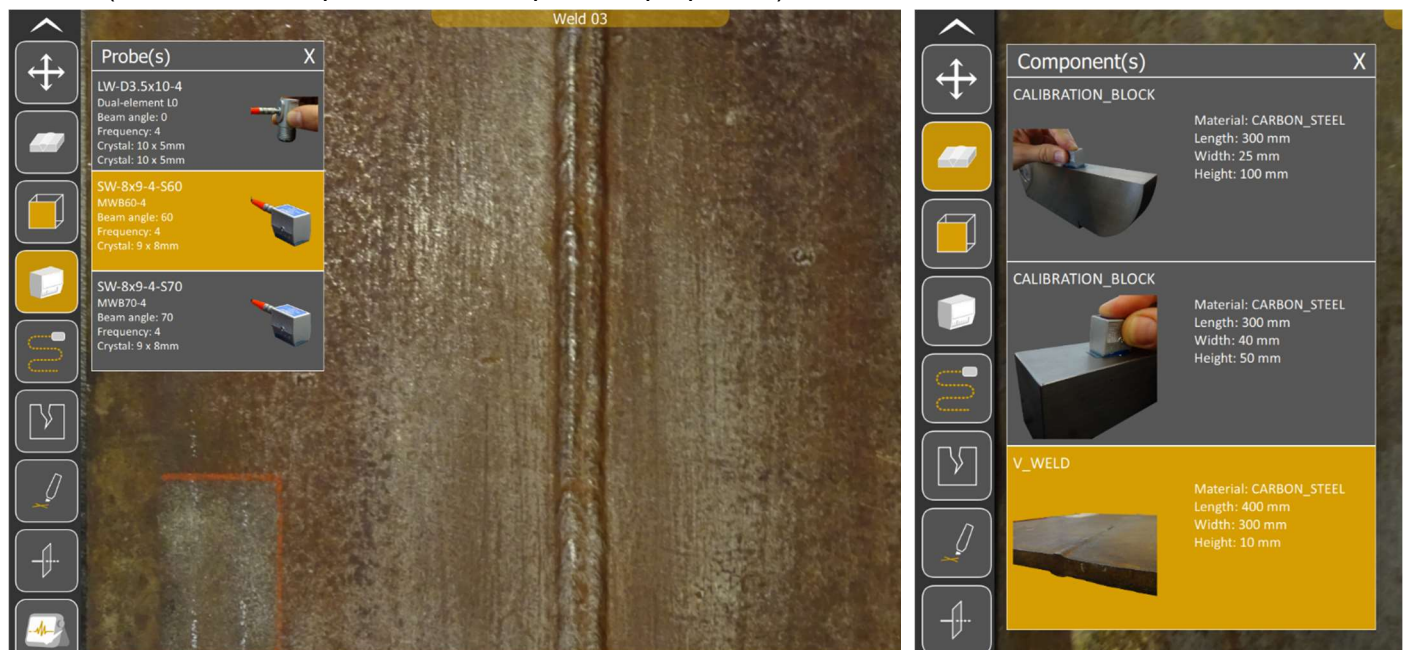 Weld 03
Probe(s) X
LW-D3.5x10-4
Dual-element L0
Beam angle: 0
Frequency: 4
Crystal: 10 x 5mm
Crystal: 10 x 5mm
SW-8x9-4-S60
MWB60-4
Beam angle: 60
Frequency: 4
Crystal: 9 x 8mm
SW-8x9-4-S70
MWB70-4
Beam angle: 70
Frequency: 4
Crystal: 9 x 8mm
Component(s) X
CALIBRATION_BLOCK
Material: CARBON_STEEL
Length: 300 mm
Width: 25 mm
Height: 100 mm
CALIBRATION_BLOCK
Material: CARBON_STEEL
Length: 300 mm
Width: 40 mm
Height: 50 mm
V_WELD
Material: CARBON_STEEL
Length: 400 mm
Width: 300 mm
Height: 10 mm